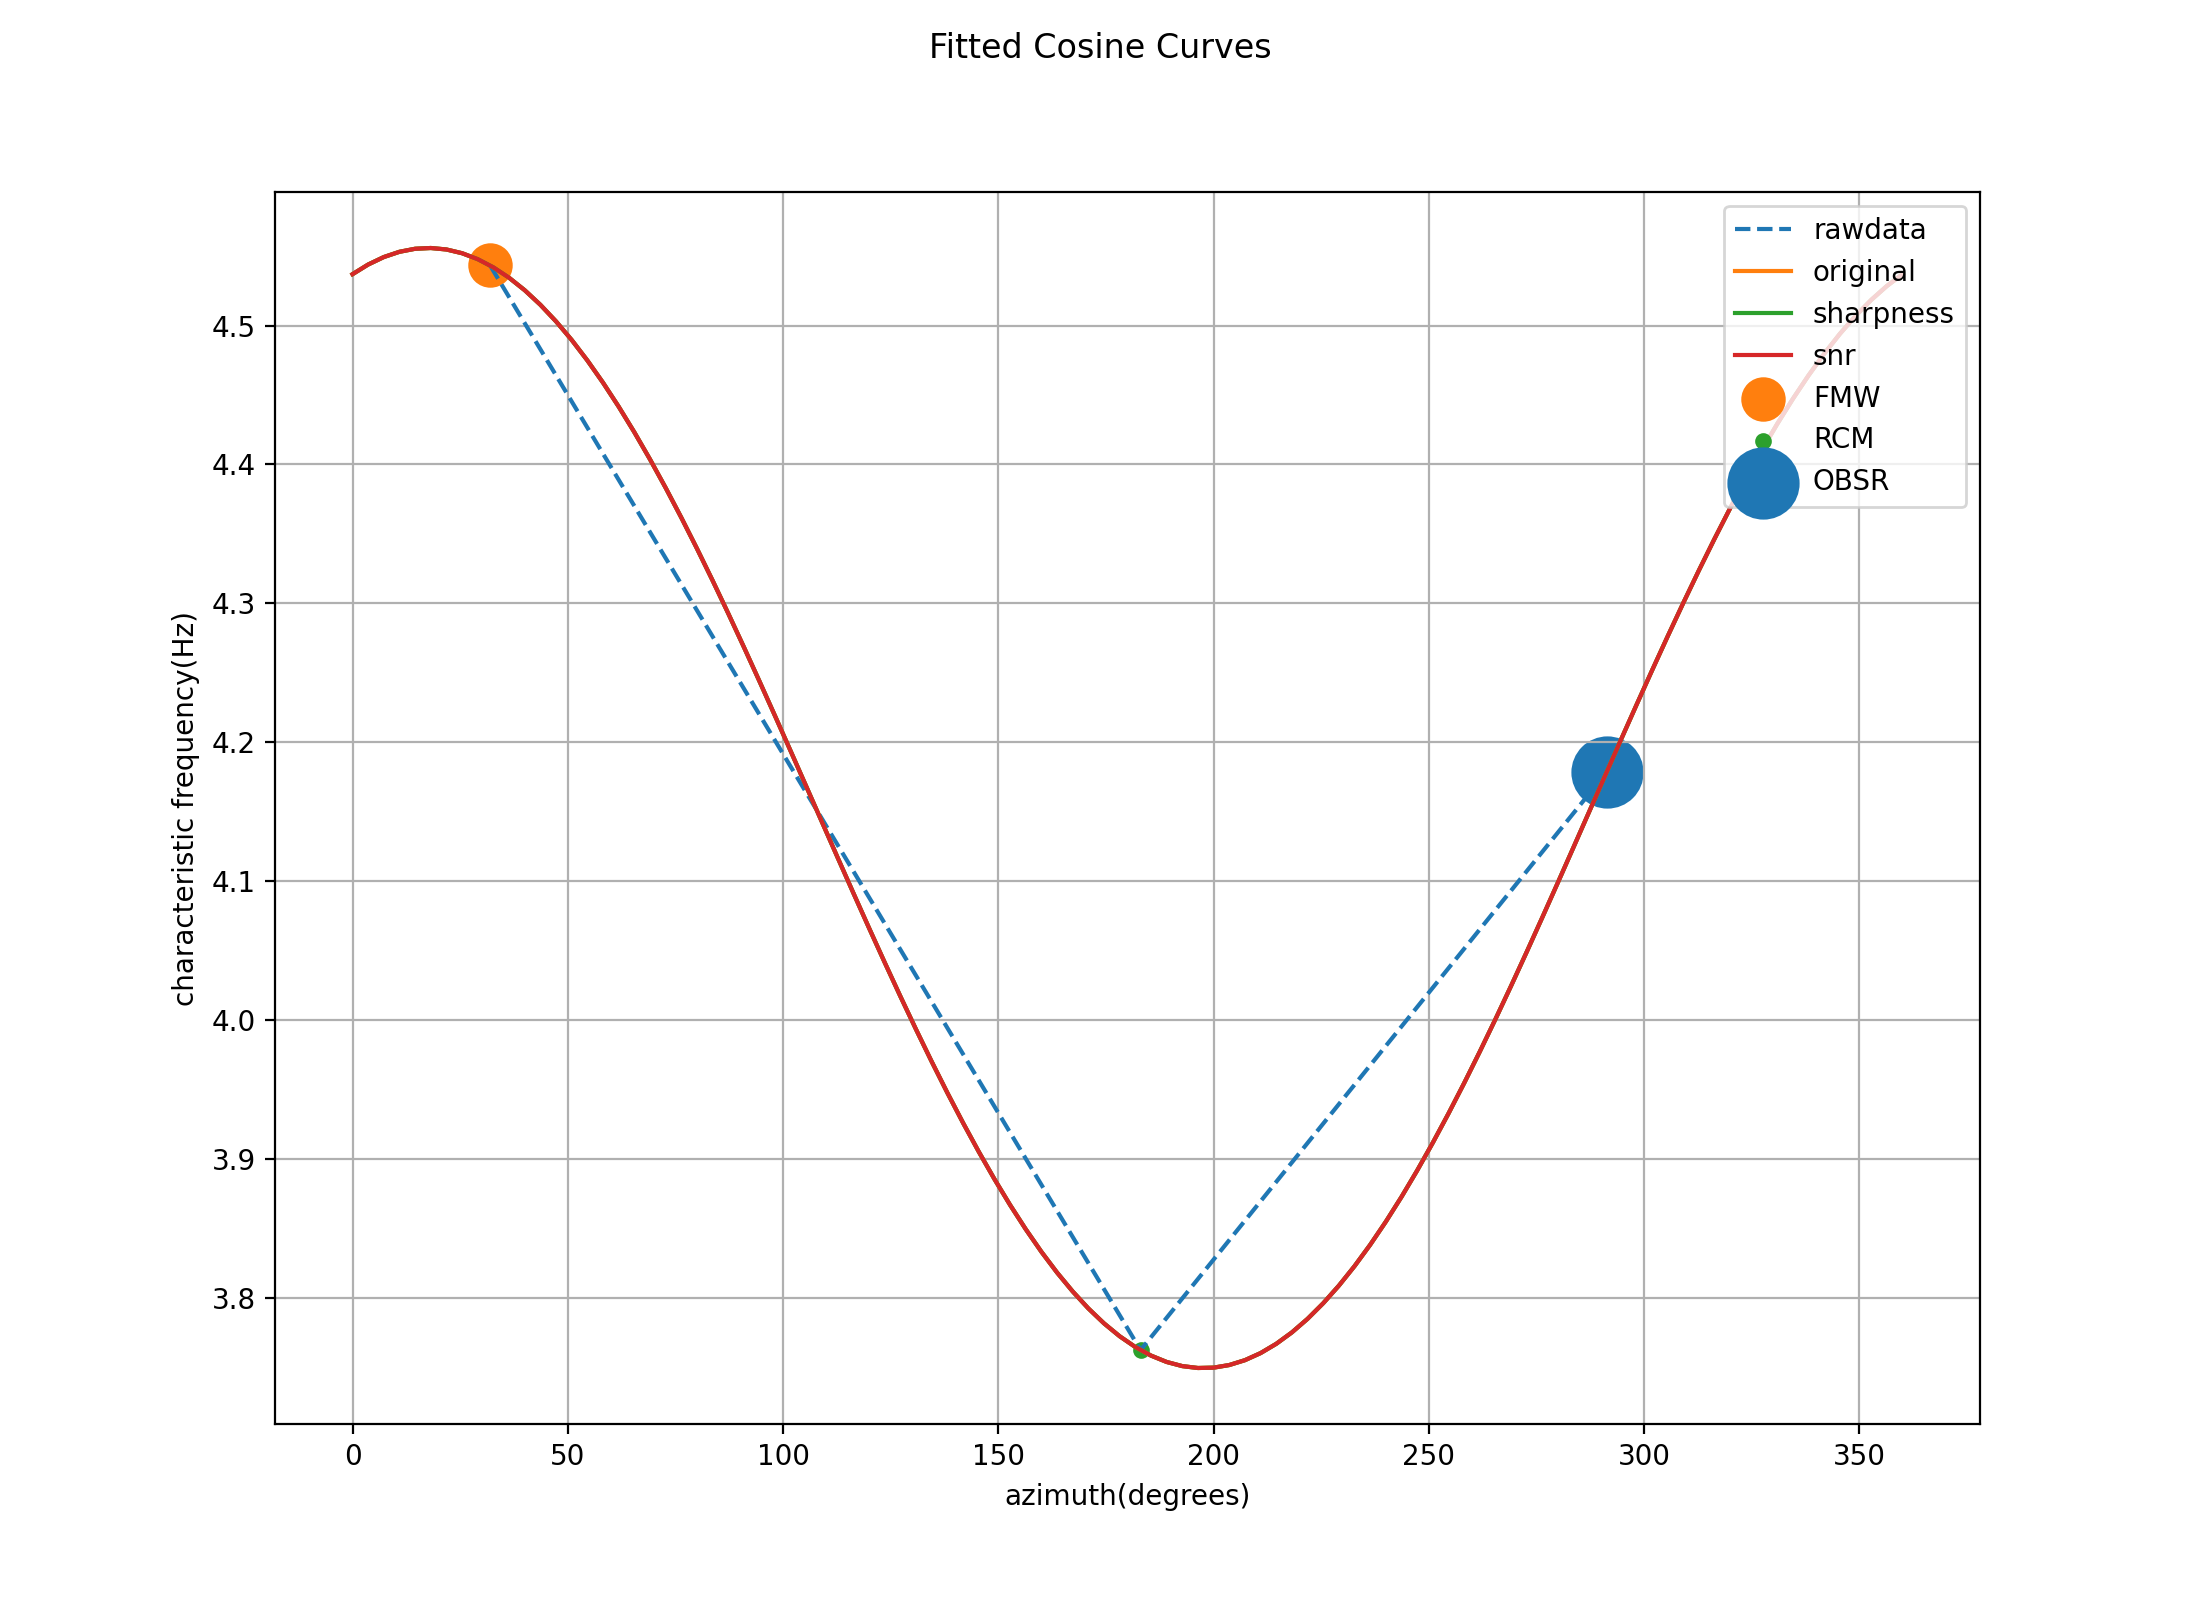 Fitted Cosine Curves
rawdata
original
sharpness
snr
FMW
RCM
OBSR
4.5
4.4
4.3
4.2
4.1
4.0
3.9
3.8
characteristic frequency(Hz)
0 50 100 150 200 250 300 350
azimuth(degrees)